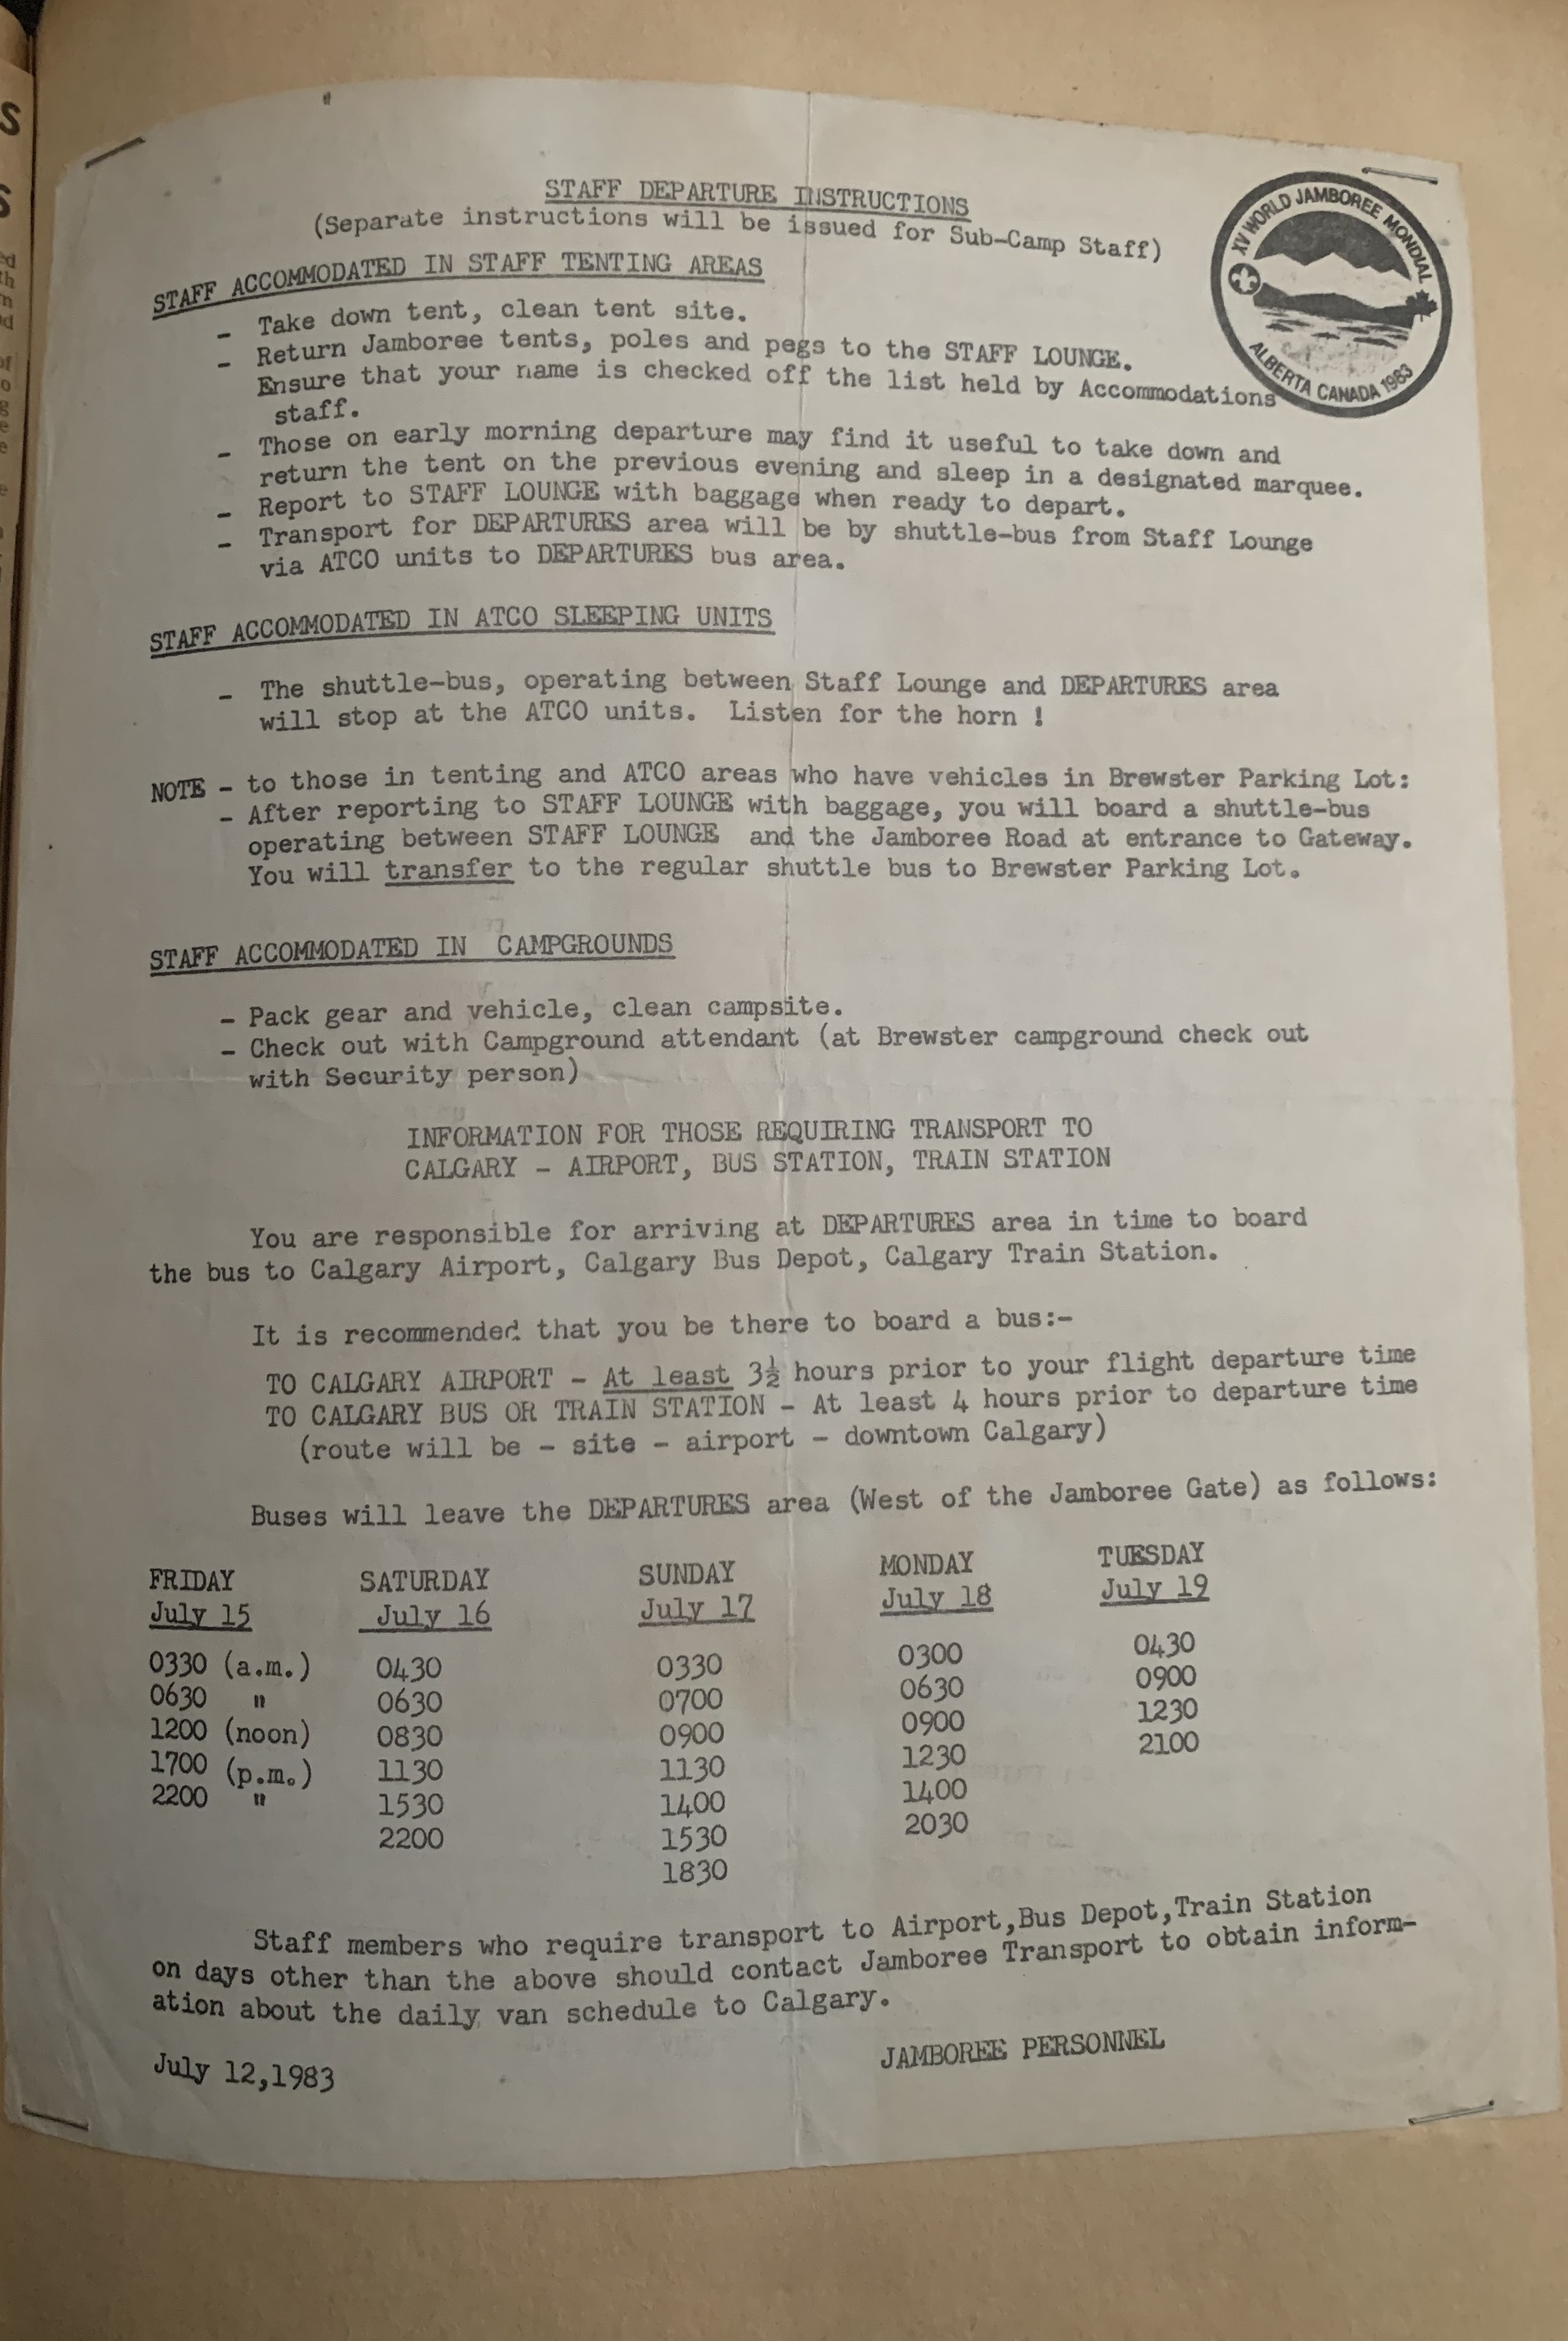 STAFF DEPARTURE INSTRUCTIONS
(Separate instructions will be issued for Sub-Camp Staff)
XV WORLD JAMBOREE MONDIAL
ALBERTA CANADA 1983
STAFF ACCOMMODATED IN STAFF TENTING AREAS
- Take down tent, clean tent site.
- Return Jamboree tents, poles and pegs to the STAFF LOUNGE.
Ensure that your name is checked off the list held by Accommodations
staff.
- Those on early morning departure may find it useful to take down and
return the tent on the previous evening and sleep in a designated marquee.
- Report to STAFF LOUNGE with baggage when ready to depart.
- Transport for DEPARTURES area will be by shuttle-bus from Staff Lounge
via ATCO units to DEPARTURES bus area.
STAFF ACCOMMODATED IN ATCO SLEEPING UNITS
- The shuttle-bus, operating between Staff Lounge and DEPARTURES area
will stop at the ATCO units. Listen for the horn !
NOTE - to those in tenting and ATCO areas who have vehicles in Brewster Parking Lot:
- After reporting to STAFF LOUNGE with baggage, you will board a shuttle-bus
operating between STAFF LOUNGE and the Jamboree Road at entrance to Gateway.
You will transfer to the regular shuttle bus to Brewster Parking Lot.
STAFF ACCOMMODATED IN CAMPGROUNDS
- Pack gear and vehicle, clean campsite.
- Check out with Campground attendant (at Brewster campground check out
with Security person)
INFORMATION FOR THOSE REQUIRING TRANSPORT TO
CALGARY - AIRPORT, BUS STATION, TRAIN STATION
You are responsible for arriving at DEPARTURES area in time to board
the bus to Calgary Airport, Calgary Bus Depot, Calgary Train Station.
It is recommended that you be there to board a bus:-
TO CALGARY AIRPORT - At least 3½ hours prior to your flight departure time
TO CALGARY BUS OR TRAIN STATION - At least 4 hours prior to departure time
(route will be - site - airport - downtown Calgary)
Buses will leave the DEPARTURES area (West of the Jamboree Gate) as follows:
FRIDAY SATURDAY SUNDAY MONDAY TUESDAY
July 15 July 16 July 17 July 18 July 19
0330 (a.m.) 0430 0330 0300 0430
0630 " 0630 0700 0630 0900
1200 (noon) 0830 0900 0900 1230
1700 (p.m.) 1130 1130 1230 2100
2200 " 1530 1400 1400
2200 1530 2030
1830
Staff members who require transport to Airport,Bus Depot,Train Station
on days other than the above should contact Jamboree Transport to obtain inform-
ation about the daily van schedule to Calgary.
JAMBOREE PERSONNEL
July 12,1983